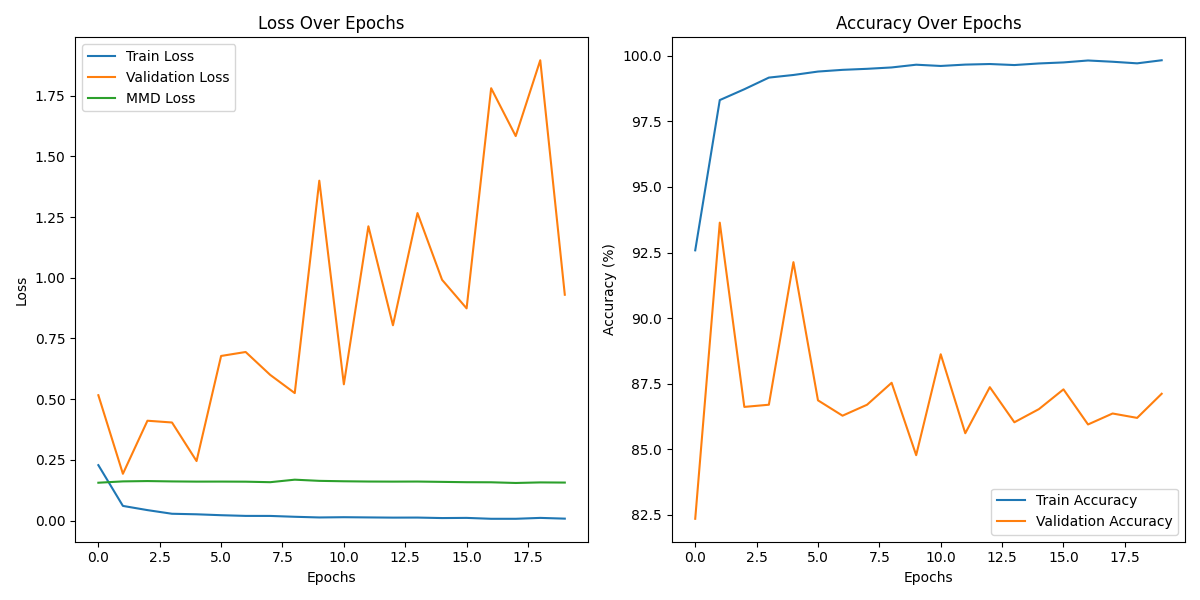 Loss Over Epochs
Train Loss
Validation Loss
MMD Loss
Loss
1.75
1.50
1.25
1.00
0.75
0.50
0.25
0.00
0.0 2.5 5.0 7.5 10.0 12.5 15.0 17.5
Epochs
Accuracy Over Epochs
Accuracy (%)
100.0
97.5
95.0
92.5
90.0
87.5
85.0
82.5
Train Accuracy
Validation Accuracy
0.0 2.5 5.0 7.5 10.0 12.5 15.0 17.5
Epochs